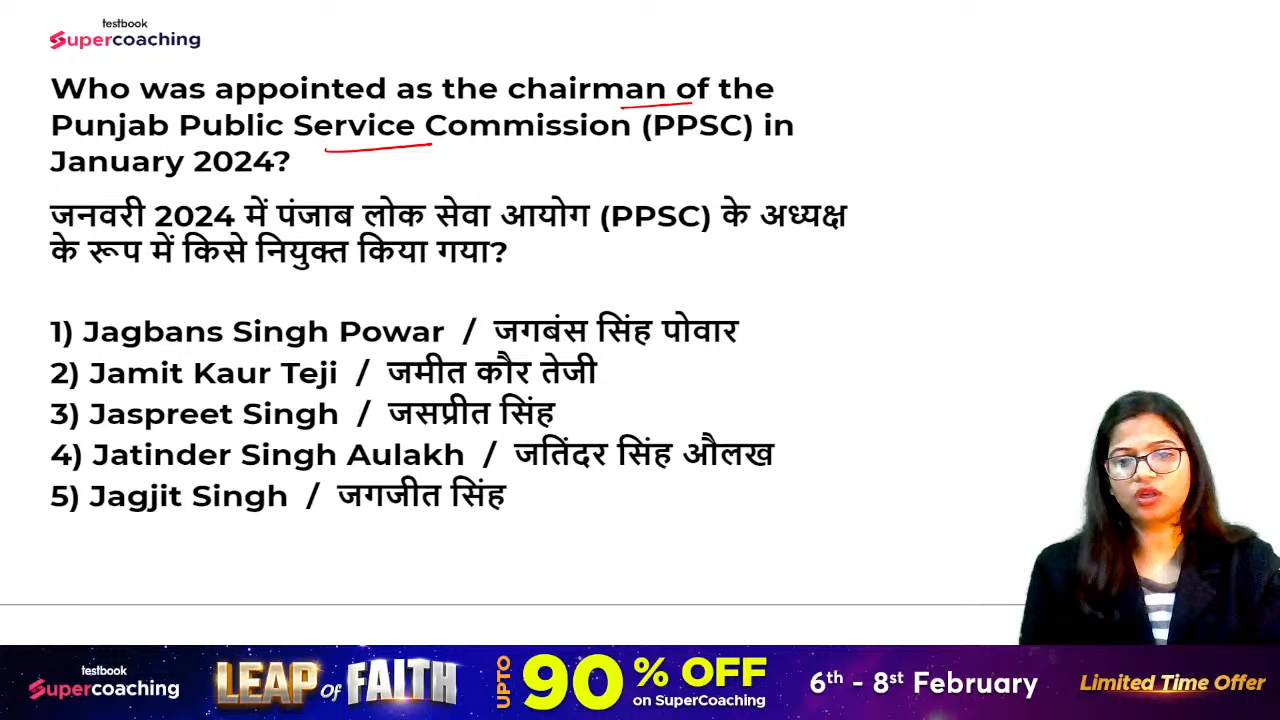 testbook
Supercoaching
Who was appointed as the chairman of the
Punjab Public Service Commission (PPSC) in
January 2024?
जनवरी 2024 में पंजाब लोक सेवा आयोग (PPSC) के अध्यक्ष
के रूप में किसे नियुक्त किया गया?
1) Jagbans Singh Powar / जगबंस सिंह पोवार
2) Jamit Kaur Teji / जमीत कौर तेजी
3) Jaspreet Singh / जसप्रीत सिंह
4) Jatinder Singh Aulakh / जतिंदर सिंह औलख
5) Jagjit Singh / जगजीत सिंह
testbook
Supercoaching
LEAP Of FAITH
UPTO 90% OFF
on SuperCoaching
6th - 8st February
Limited Time Offer